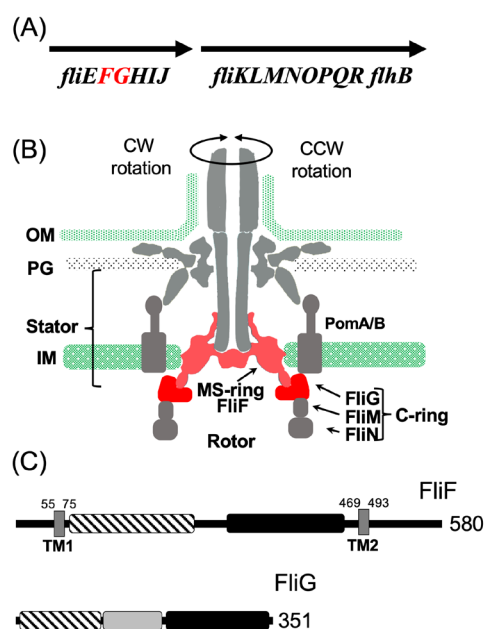 (A)
fliEFGHIJ fliKLMNOPQR flhB
(B)
CW rotation
CCW rotation
OM
PG
Stator
PomA/B
IM
MS-ring
FliF
FliG
FliM
C-ring
FliN
Rotor
(C)
FliF
55 75
469 493
580
TM1
TM2
FliG
351